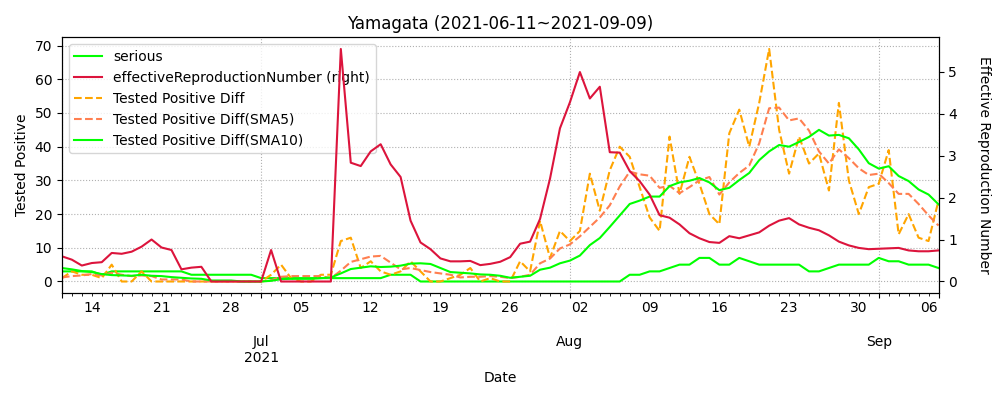 Yamagata (2021-06-11~2021-09-09)
serious
effectiveReproductionNumber (right)
Tested Positive Diff
Tested Positive Diff(SMA5)
Tested Positive Diff(SMA10)
Tested Positive
70
60
50
40
30
20
10
0
Effective Reproductions Number
5
4
3
2
1
0
14 21 28 05 12 19 26 02 09 16 23 30 06
Jul Aug Sep
2021
Date